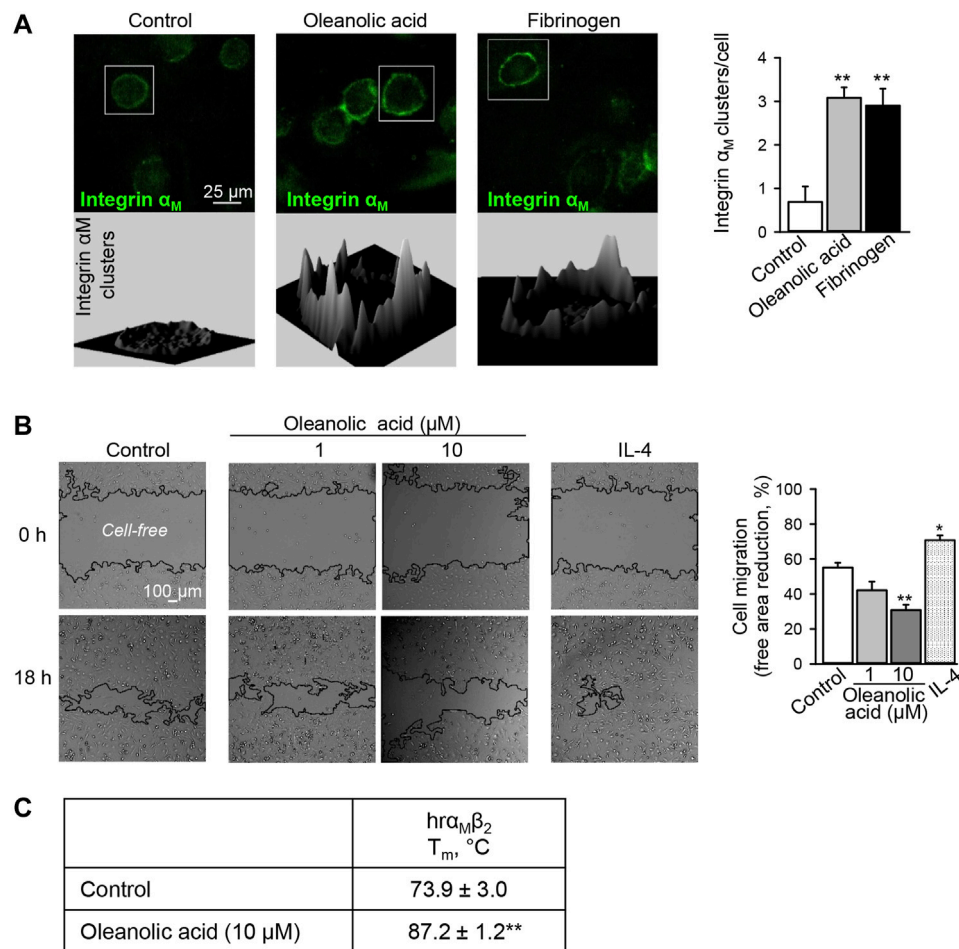 A
Control
Oleanolic acid
Fibrinogen
Integrin αM
25 µm
Integrin αM
Integrin αM
Integrin αM
clusters
Integrin αM clusters/cell
4
3
2
1
0
**
**
Control
Oleanolic acid
Fibrinogen
B
Oleanolic acid (µM)
Control
1
10
IL-4
0 h
Cell-free
100 µm
18 h
Cell migration
(free area reduction, %)
100
80
60
40
60
80
0
**
*
Control
1
10
IL-4
Oleanolic
acid (µM)
C
hrαMβ2
Tm, °C
Control
73.9 ± 3.0
Oleanolic acid (10 µM)
87.2 ± 1.2**